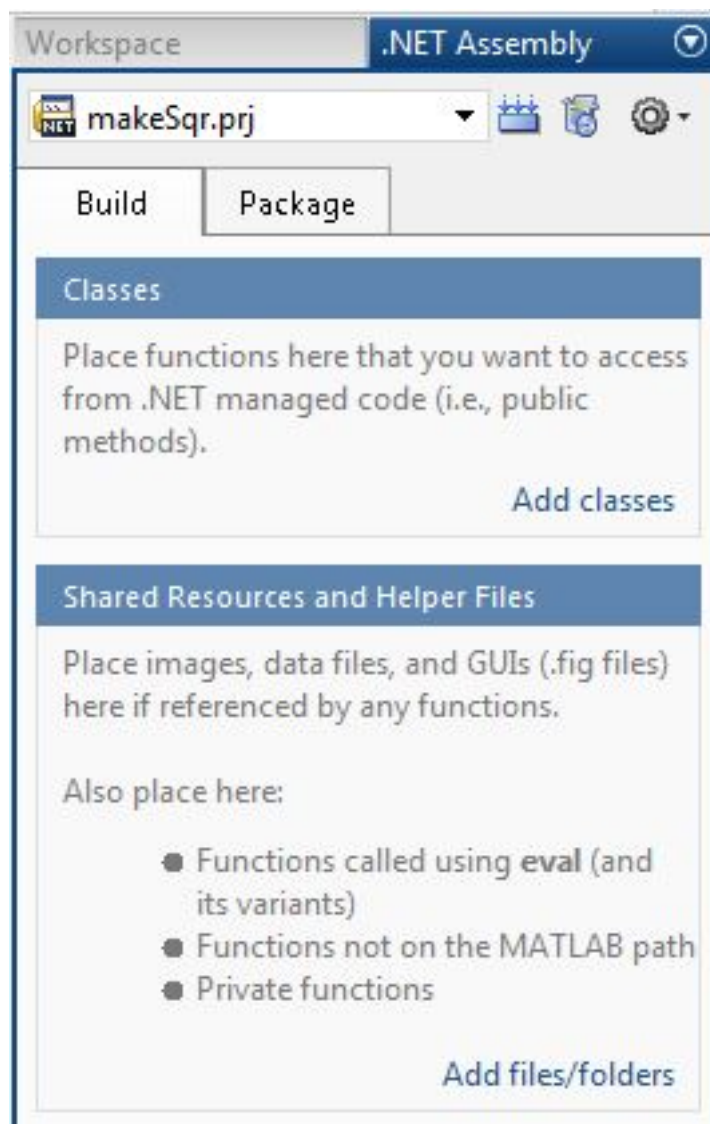 Workspace
.NET Assembly
NET
makeSqr.prj
Build
Package
Classes
Place functions here that you want to access
from .NET managed code (i.e., public
methods).
Add classes
Shared Resources and Helper Files
Place images, data files, and GUIs (.fig files)
here if referenced by any functions.
Also place here:
Functions called using eval (and
its variants)
Functions not on the MATLAB path
Private functions
Add files/folders